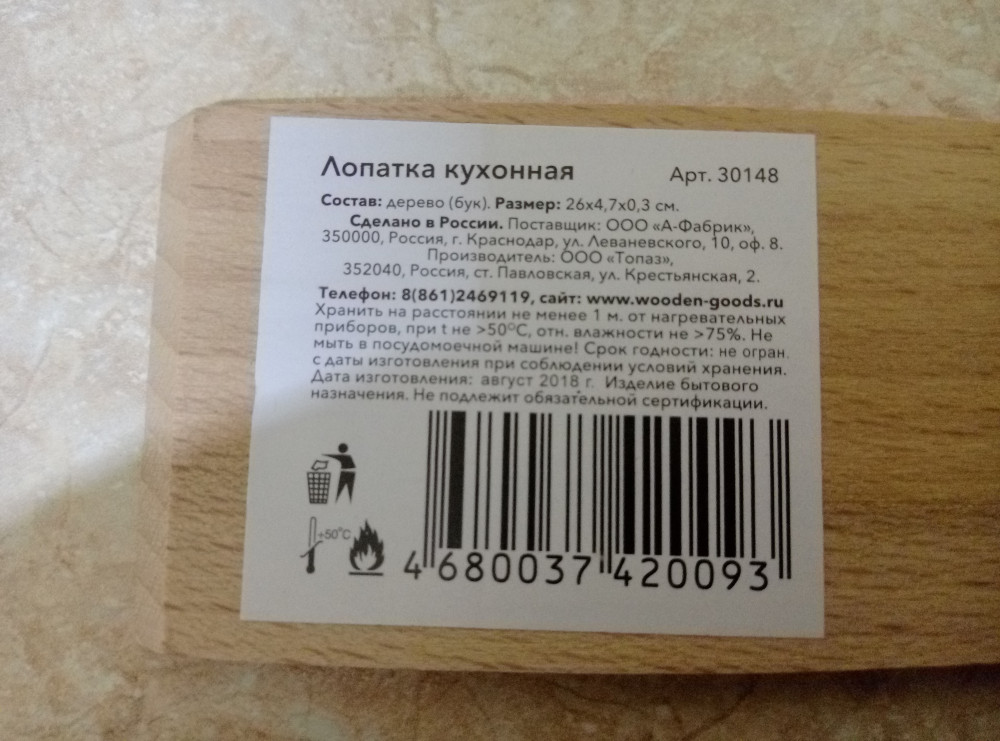 Лопатка кухонная Арт. 30148
Состав: дерево (бук). Размер: 26х4,7х0,3 см.
Сделано в России. Поставщик: ООО «А-Фабрик»,
350000, Россия, г. Краснодар, ул. Леваневского, 10, оф. 8.
Производитель: ООО «Топаз»,
352040, Россия, ст. Павловская, ул. Крестьянская, 2.
Телефон: 8(861)2469119, сайт: www.wooden-goods.ru
Хранить на расстоянии не менее 1 м. от нагревательных
приборов, при t не >50°С, отн. влажности не >75%. Не
мыть в посудомоечной машине! Срок годности: не огран.
с даты изготовления при соблюдении условий хранения.
Дата изготовления: август 2018 г. Изделие бытового
назначения. Не подлежит обязательной сертификации.
+50°C
4 680037 420093